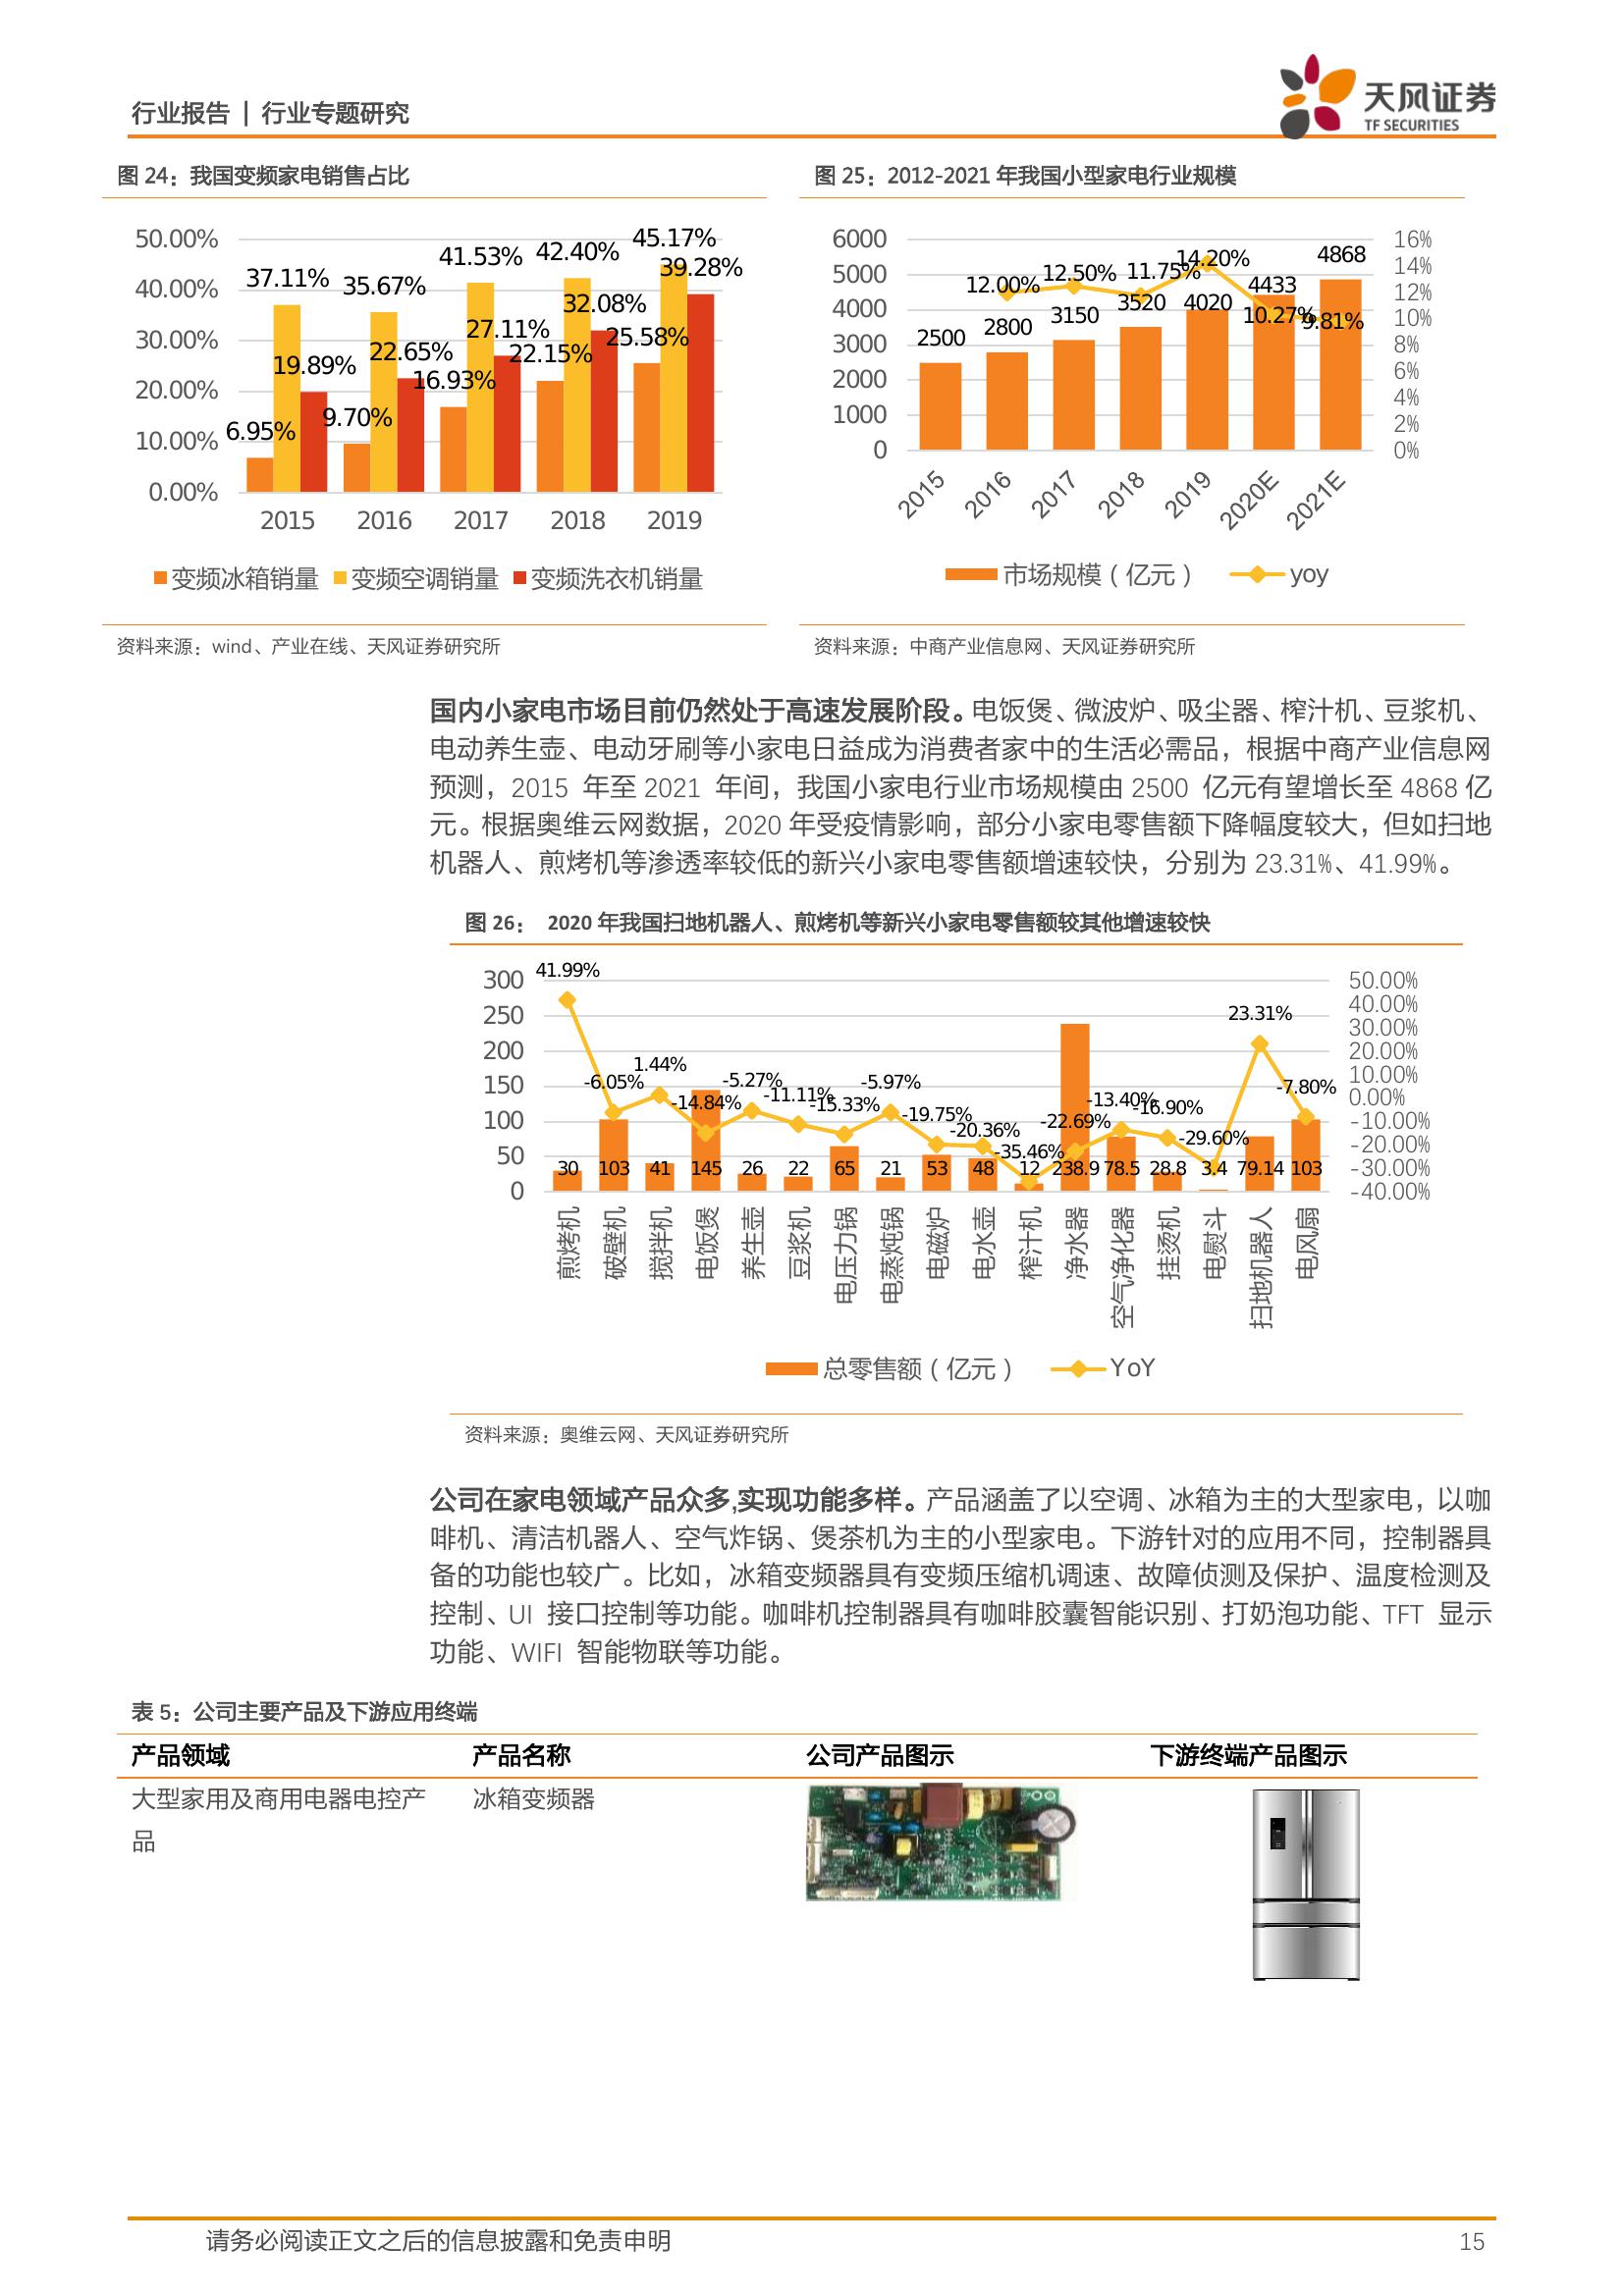 行业报告 | 行业专题研究
天风证券
TF SECURITIES
图 24：我国变频家电销售占比
50.00%
40.00%
30.00%
20.00%
10.00%
0.00%
37.11%
35.67%
41.53%
42.40%
45.17%
39.28%
19.89%
22.65%
27.11%
32.08%
6.95%
9.70%
16.93%
22.15%
25.58%
2015 2016 2017 2018 2019
变频冰箱销量 变频空调销量 变频洗衣机销量
资料来源：wind、产业在线、天风证券研究所
图 25：2012-2021 年我国小型家电行业规模
6000
5000
4000
3000
2000
1000
0
16%
14%
12%
10%
8%
6%
4%
2%
0%
12.00% 12.50% 11.75% 14.20% 10.27% 9.81%
2500 2800 3150 3520 4020 4433 4868
2015 2016 2017 2018 2019 2020E 2021E
市场规模（亿元） yoy
资料来源：中商产业信息网、天风证券研究所
国内小家电市场目前仍然处于高速发展阶段。电饭煲、微波炉、吸尘器、榨汁机、豆浆机、
电动养生壶、电动牙刷等小家电日益成为消费者家中的生活必需品，根据中商产业信息网
预测，2015 年至 2021 年间，我国小家电行业市场规模由 2500 亿元有望增长至 4868 亿
元。根据奥维云网数据，2020 年受疫情影响，部分小家电零售额下降幅度较大，但如扫地
机器人、煎烤机等渗透率较低的新兴小家电零售额增速较快，分别为 23.31%、41.99%。
图 26： 2020 年我国扫地机器人、煎烤机等新兴小家电零售额较其他增速较快
300
250
200
150
100
50
0
50.00%
40.00%
30.00%
20.00%
10.00%
0.00%
-10.00%
-20.00%
-30.00%
-40.00%
41.99% -6.05% 1.44% -14.84% -5.27% -11.11% -15.33% -5.97% -19.75% -20.36% -35.46% -22.69% -13.40% -16.90% -29.60% 23.31% -7.80%
30 103 41 145 26 22 65 21 53 48 12 238.9 78.5 28.8 3.4 79.14 103
煎烤机 破壁机 搅拌机 电饭煲 养生壶 豆浆机 电压力锅 电蒸炖锅 电磁炉 电水壶 榨汁机 净水器 空气净化器 挂烫机 电熨斗 扫地机器人 电风扇
总零售额（亿元） YoY
资料来源：奥维云网、天风证券研究所
公司在家电领域产品众多,实现功能多样。产品涵盖了以空调、冰箱为主的大型家电，以咖
啡机、清洁机器人、空气炸锅、煲茶机为主的小型家电。下游针对的应用不同，控制器具
备的功能也较广。比如，冰箱变频器具有变频压缩机调速、故障侦测及保护、温度检测及
控制、UI 接口控制等功能。咖啡机控制器具有咖啡胶囊智能识别、打奶泡功能、TFT 显示
功能、WIFI 智能物联等功能。
表 5：公司主要产品及下游应用终端
产品领域 产品名称 公司产品图示 下游终端产品图示
大型家用及商用电器电控产 冰箱变频器
品
请务必阅读正文之后的信息披露和免责申明 15